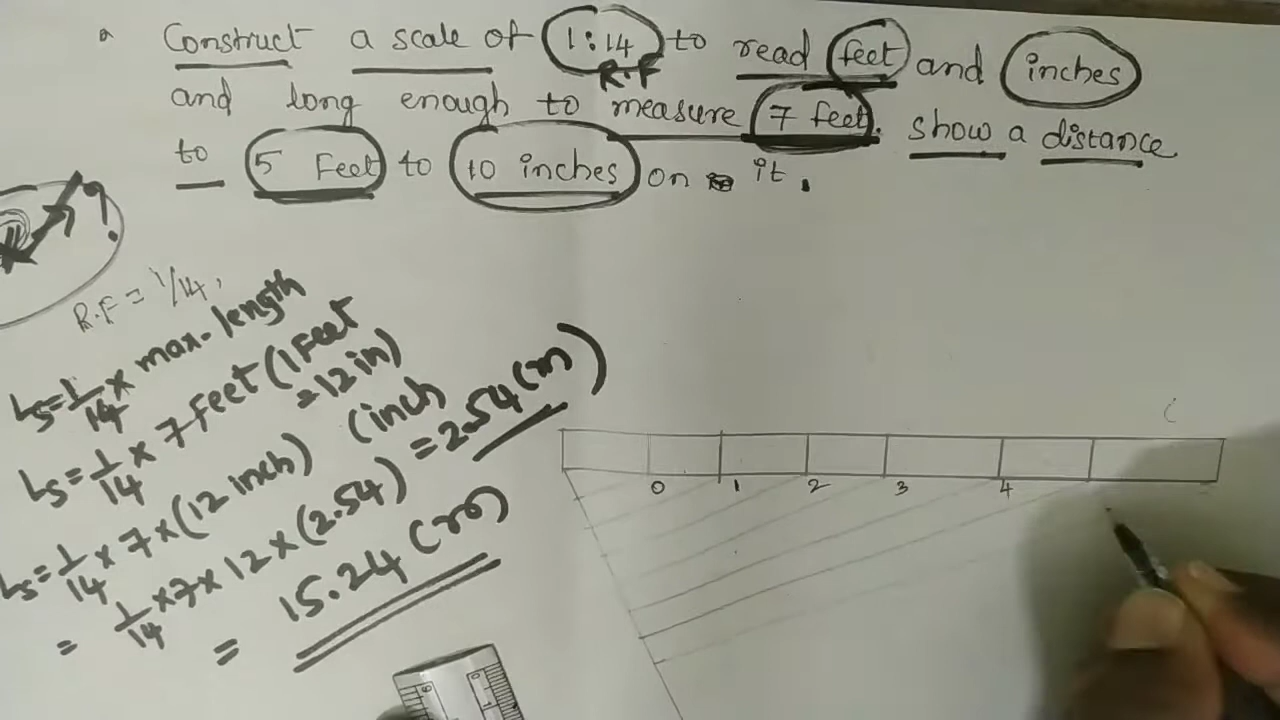 Construct a scale of 1:14 to read feet and inches
R.F
and long enough to measure 7 feet. show a distance
to 5 Feet to 10 inches on it.
?
R.F = 1/14,
Ls = 1/14 × max. length
Ls = 1/14 × 7 feet (1 Feet
= 12 in)
Ls = 1/14 × 7 × (12 inch) (inch
= 1/14 × 7 × 12 × (2.54) = 2.54 cm)
= 15.24 cm
0 1 2 3 4